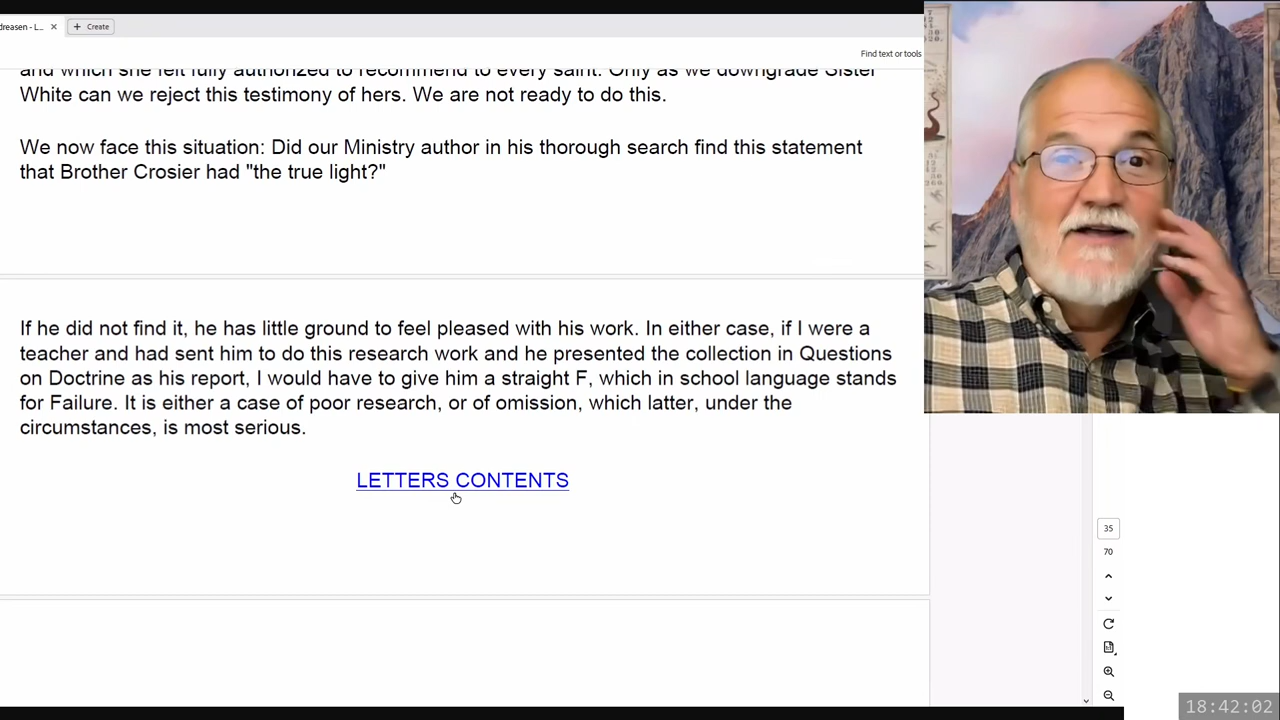 dreasen - L...
Create
Find text or tools
and which she felt fully authorized to recommend to every saint. Only as we downgrade Sister
White can we reject this testimony of hers. We are not ready to do this.
We now face this situation: Did our Ministry author in his thorough search find this statement
that Brother Crosier had "the true light?"
If he did not find it, he has little ground to feel pleased with his work. In either case, if I were a
teacher and had sent him to do this research work and he presented the collection in Questions
on Doctrine as his report, I would have to give him a straight F, which in school language stands
for Failure. It is either a case of poor research, or of omission, which latter, under the
circumstances, is most serious.
LETTERS CONTENTS
35
70
18:42:02